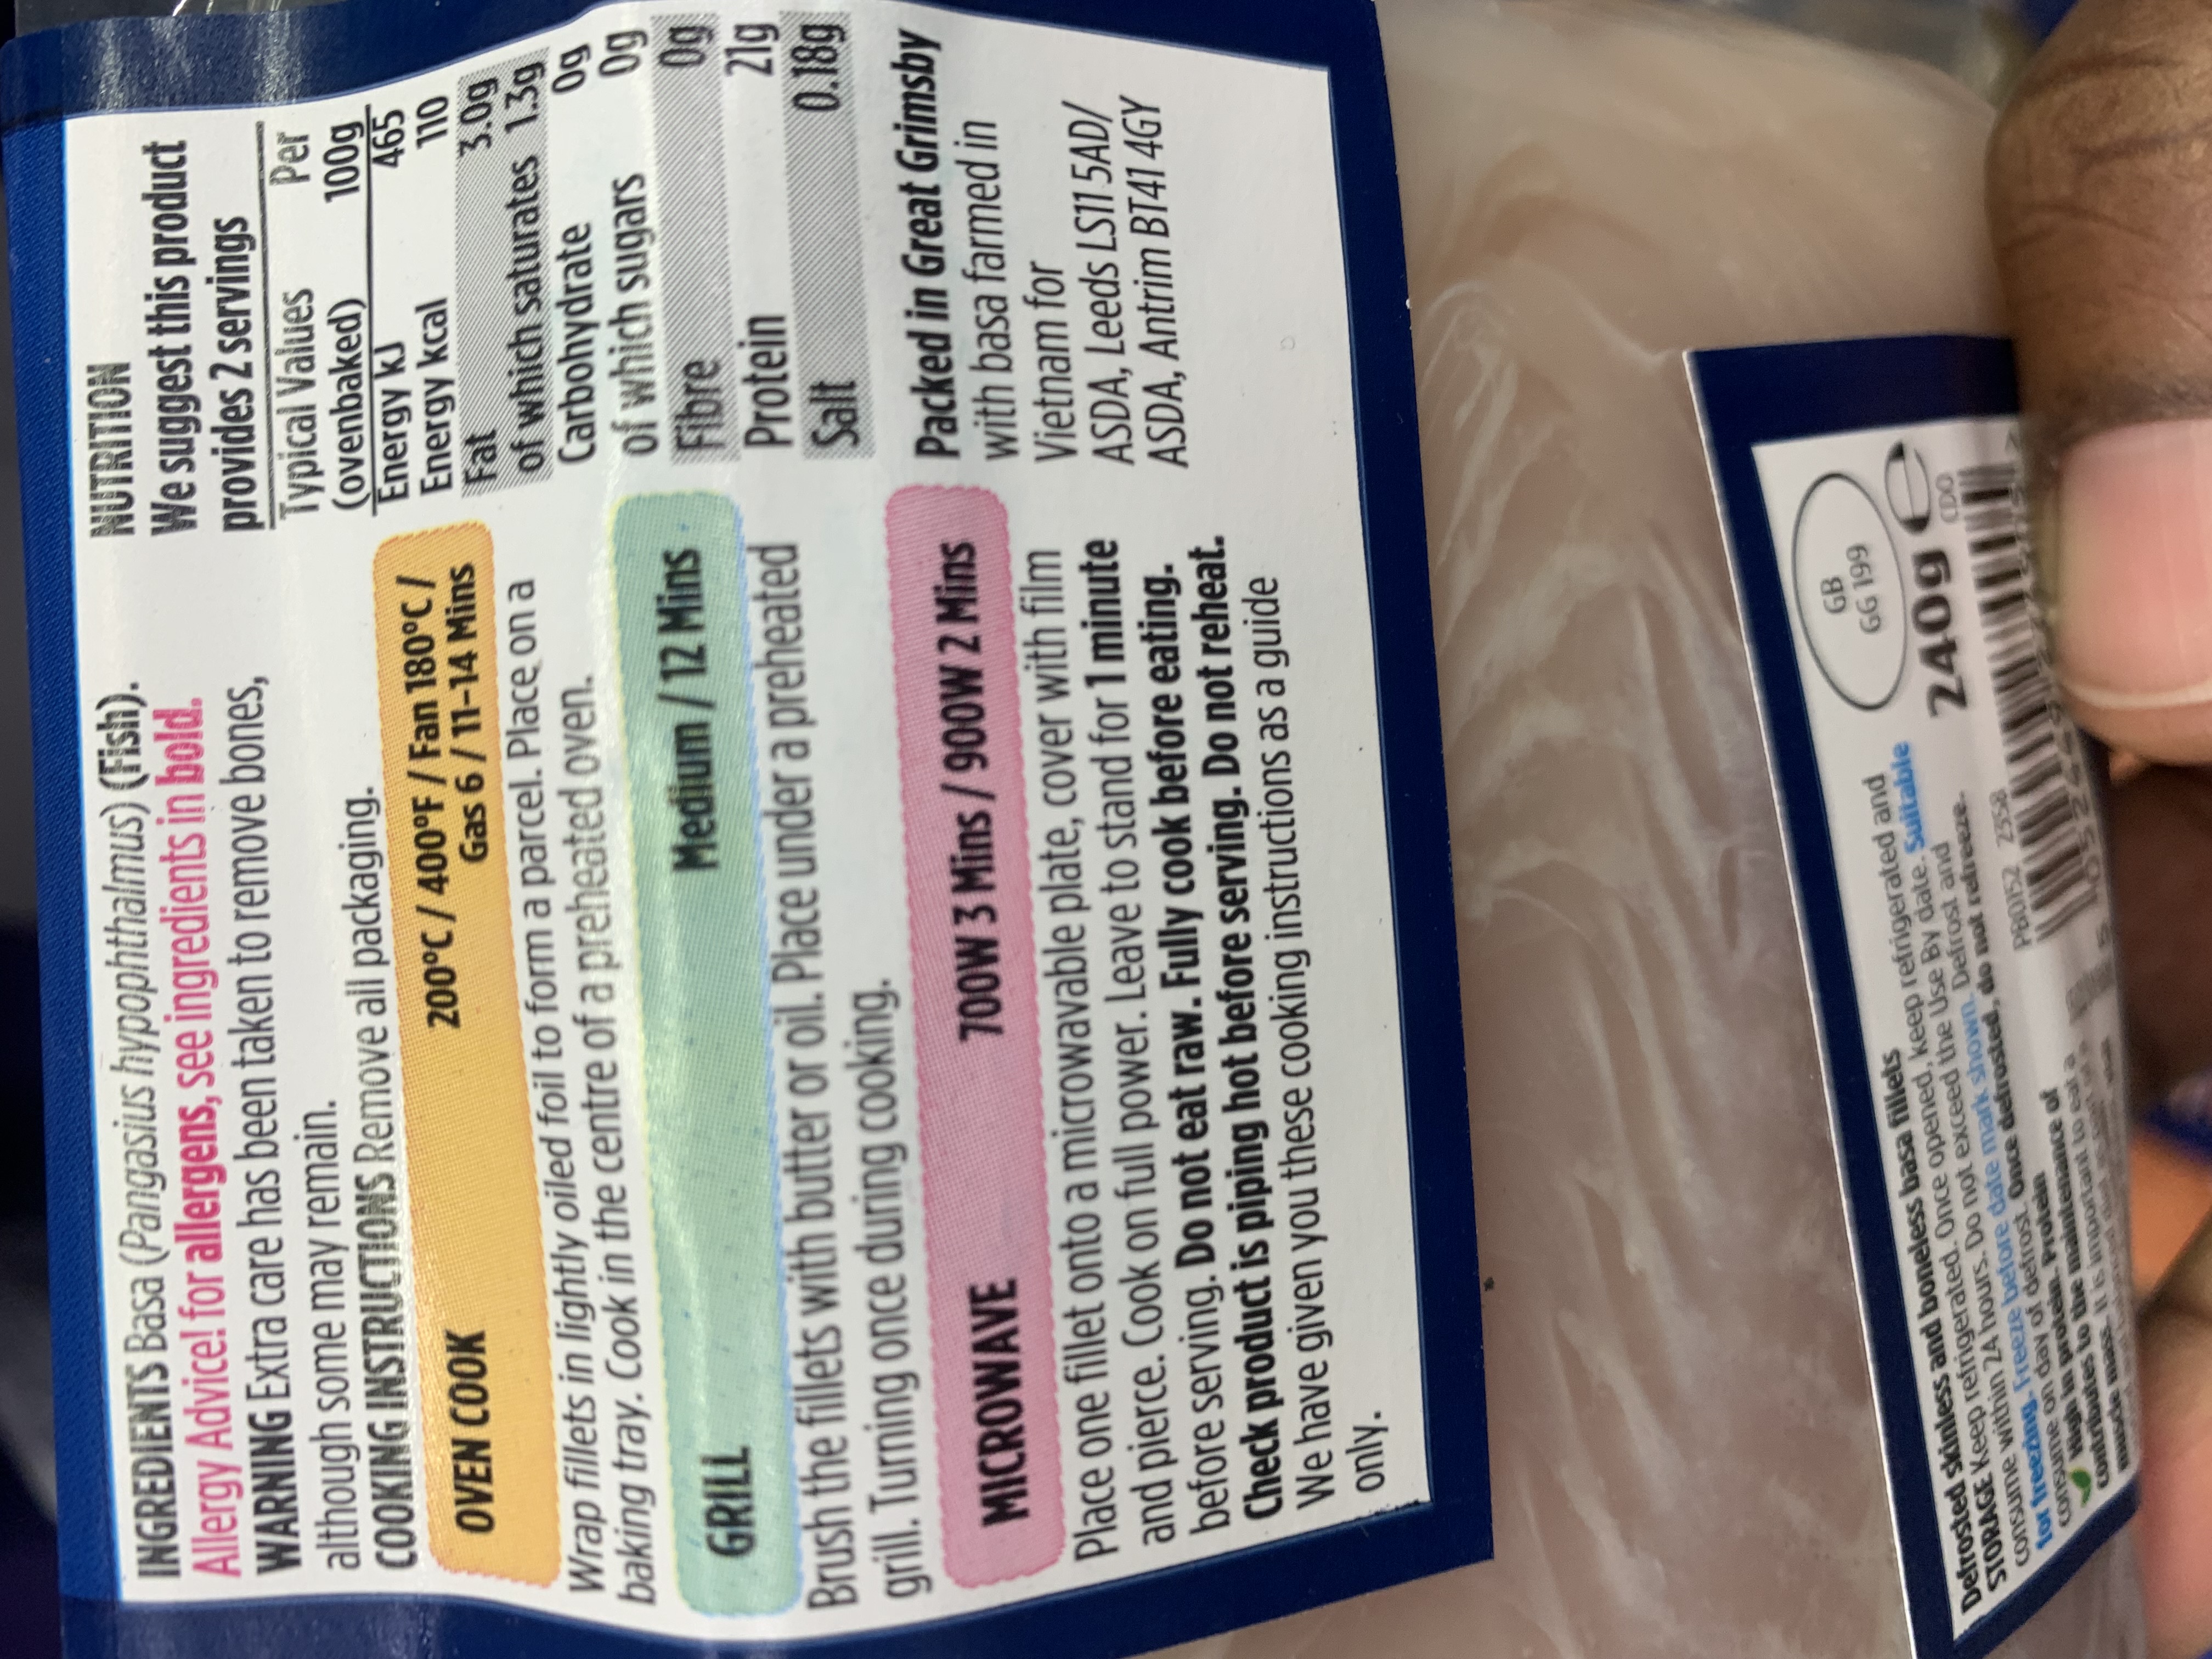 INGREDIENTS Basa (Pangasius hypophthalmus) (Fish).
Allergy Advice! for allergens, see ingredients in bold.
WARNING Extra care has been taken to remove bones,
although some may remain.
COOKING INSTRUCTIONS Remove all packaging.
OVEN COOK 200°C / 400°F / Fan 180°C /
Gas 6 / 11-14 Mins
Wrap fillets in lightly oiled foil to form a parcel. Place on a
baking tray. Cook in the centre of a preheated oven.
GRILL Medium / 12 Mins
Brush the fillets with butter or oil. Place under a preheated
grill. Turning once during cooking.
MICROWAVE 700W 3 Mins / 900W 2 Mins
Place one fillet onto a microwavable plate, cover with film
and pierce. Cook on full power. Leave to stand for 1 minute
before serving. Do not eat raw. Fully cook before eating.
Check product is piping hot before serving. Do not reheat.
We have given you these cooking instructions as a guide
only.
NUTRITION
We suggest this product
provides 2 servings
Typical Values Per
(ovenbaked) 100g
Energy kJ 465
Energy kcal 110
Fat 3.0g
of which saturates 1.3g
Carbohydrate 0g
of which sugars 0g
Fibre 0g
Protein 21g
Salt 0.18g
Packed in Great Grimsby
with basa farmed in
Vietnam for
ASDA, Leeds LS11 5AD/
ASDA, Antrim BT41 4GY
Defrosted skinless and boneless basa fillets
STORAGE Keep refrigerated. Once opened, keep refrigerated and
consume within 24 hours. Do not exceed the Use By date. Suitable
for freezing. Freeze before date mark shown. Defrost and
consume on day of defrost. Once defrosted, do not refreeze.
High in protein. Protein
contributes to the maintenance of
muscle mass. It is important to eat a
GB
GG 199
240g e
CDO
PB0152 2358